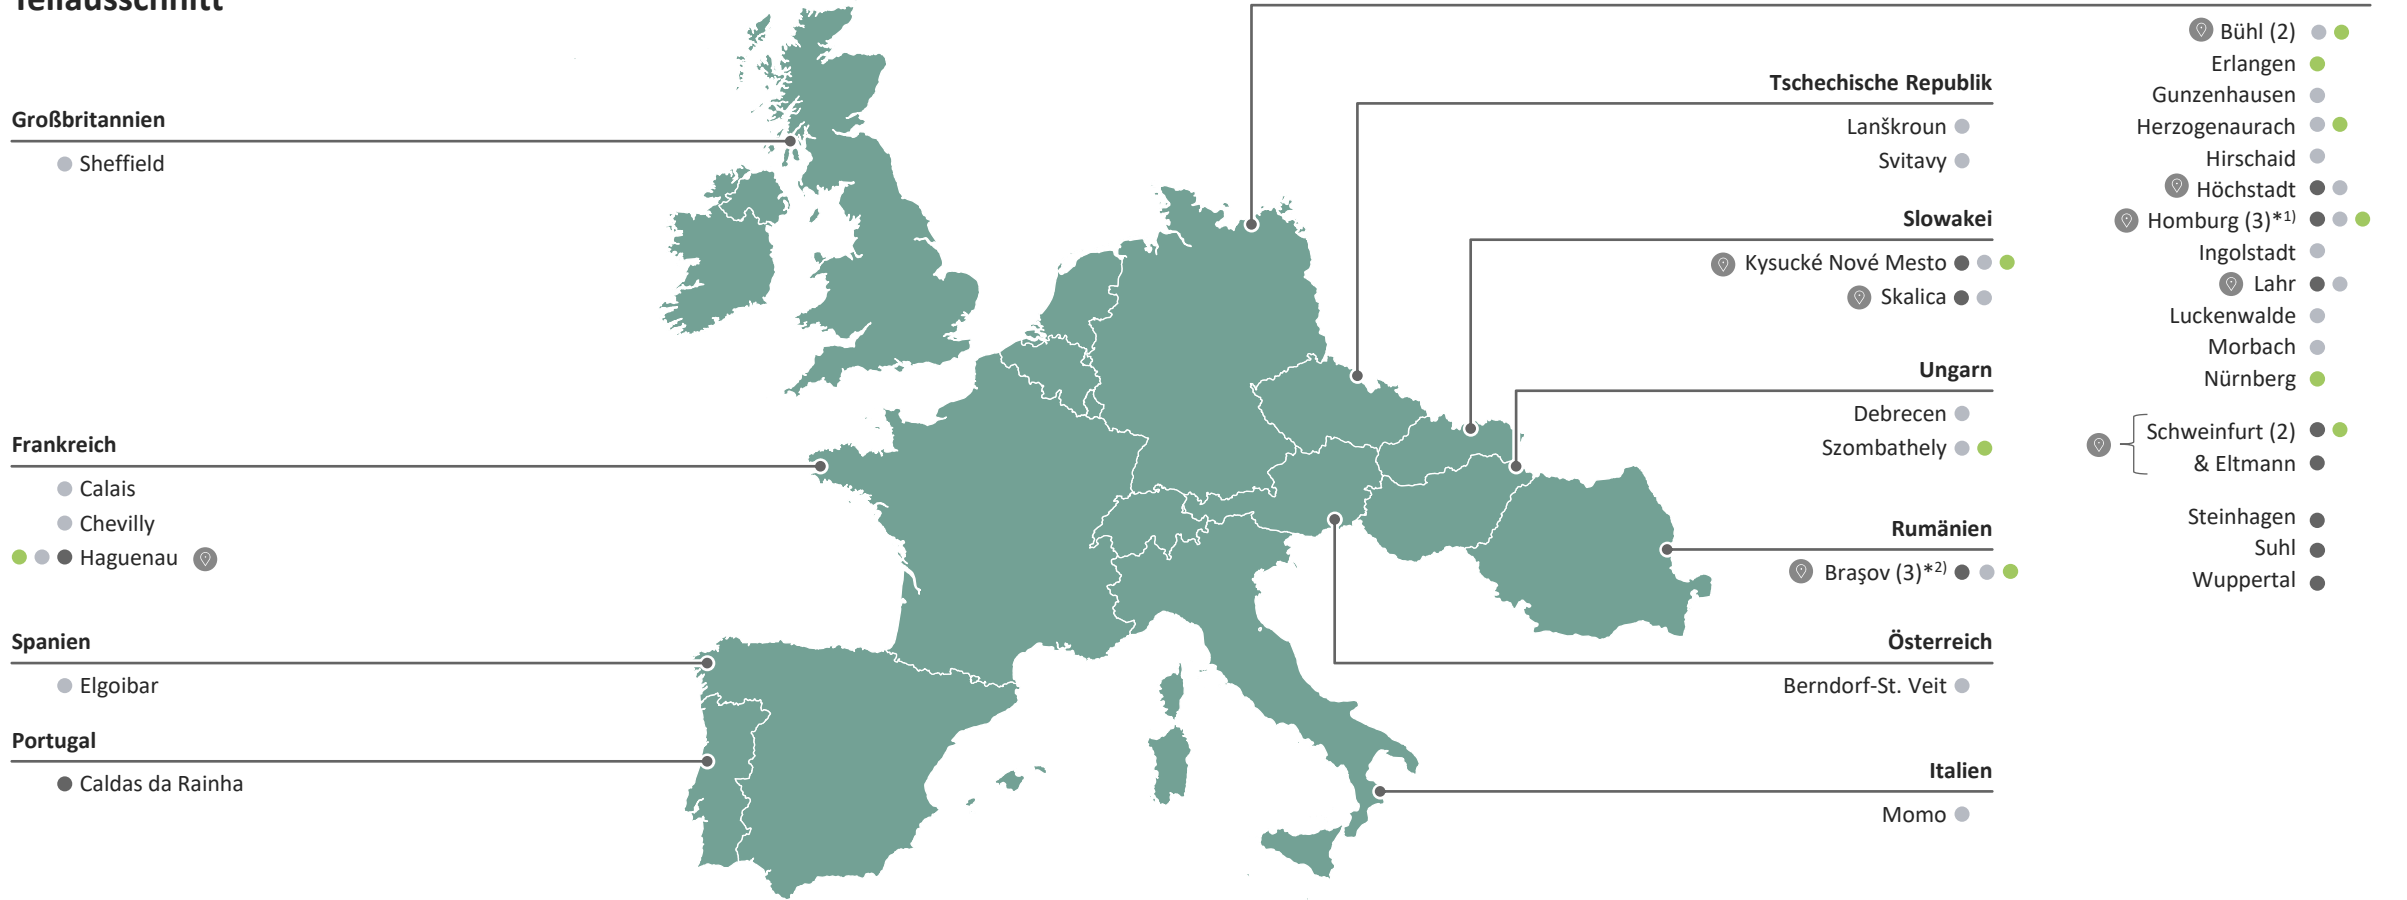 Teilausschnitt
Großbritannien
Sheffield
Frankreich
Calais
Chevilly
Haguenau
Spanien
Elgoibar
Portugal
Caldas da Rainha
Tschechische Republik
Lanškroun
Svitavy
Slowakei
Kysucké Nové Mesto
Skalica
Ungarn
Debrecen
Szombathely
Rumänien
Braşov (3)*2)
Österreich
Berndorf-St. Veit
Italien
Momo
Bühl (2)
Erlangen
Gunzenhausen
Herzogenaurach
Hirschaid
Höchstadt
Homburg (3)*1)
Ingolstadt
Lahr
Luckenwalde
Morbach
Nürnberg
Schweinfurt (2)
& Eltmann
Steinhagen
Suhl
Wuppertal